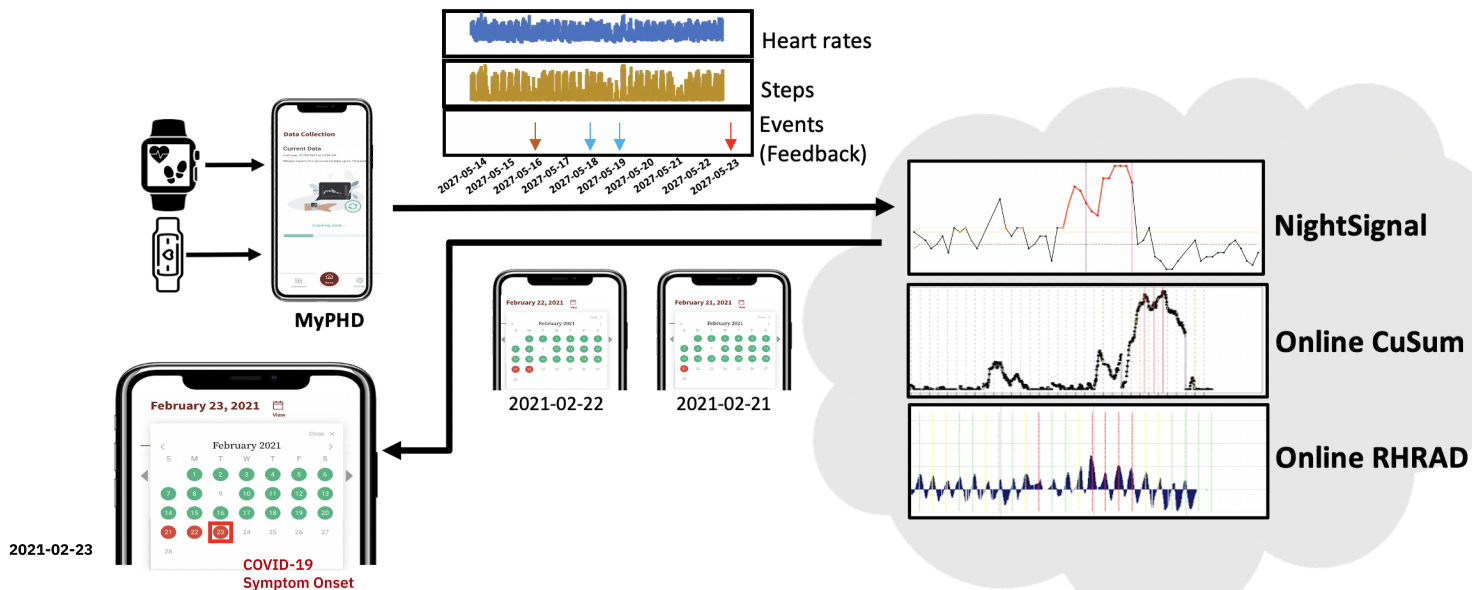 Heart rates
Steps
Events
(Feedback)
2027-05-14
2027-05-15
2027-05-16
2027-05-17
2027-05-18
2027-05-19
2027-05-20
2027-05-21
2027-05-22
2027-05-23
Data Collection
Current Data
Loading data...
MyPHD
NightSignal
Online CuSum
Online RHRAD
February 22, 2021
February 2021
2021-02-22
February 21, 2021
February 2021
2021-02-21
February 23, 2021
View
Close ×
< February 2021 >
S M T W T F S
1 2 3 4 5 6
7 8 9 10 11 12 13
14 15 16 17 18 19 20
21 22 23 24 25 26 27
28
2021-02-23
COVID-19
Symptom Onset